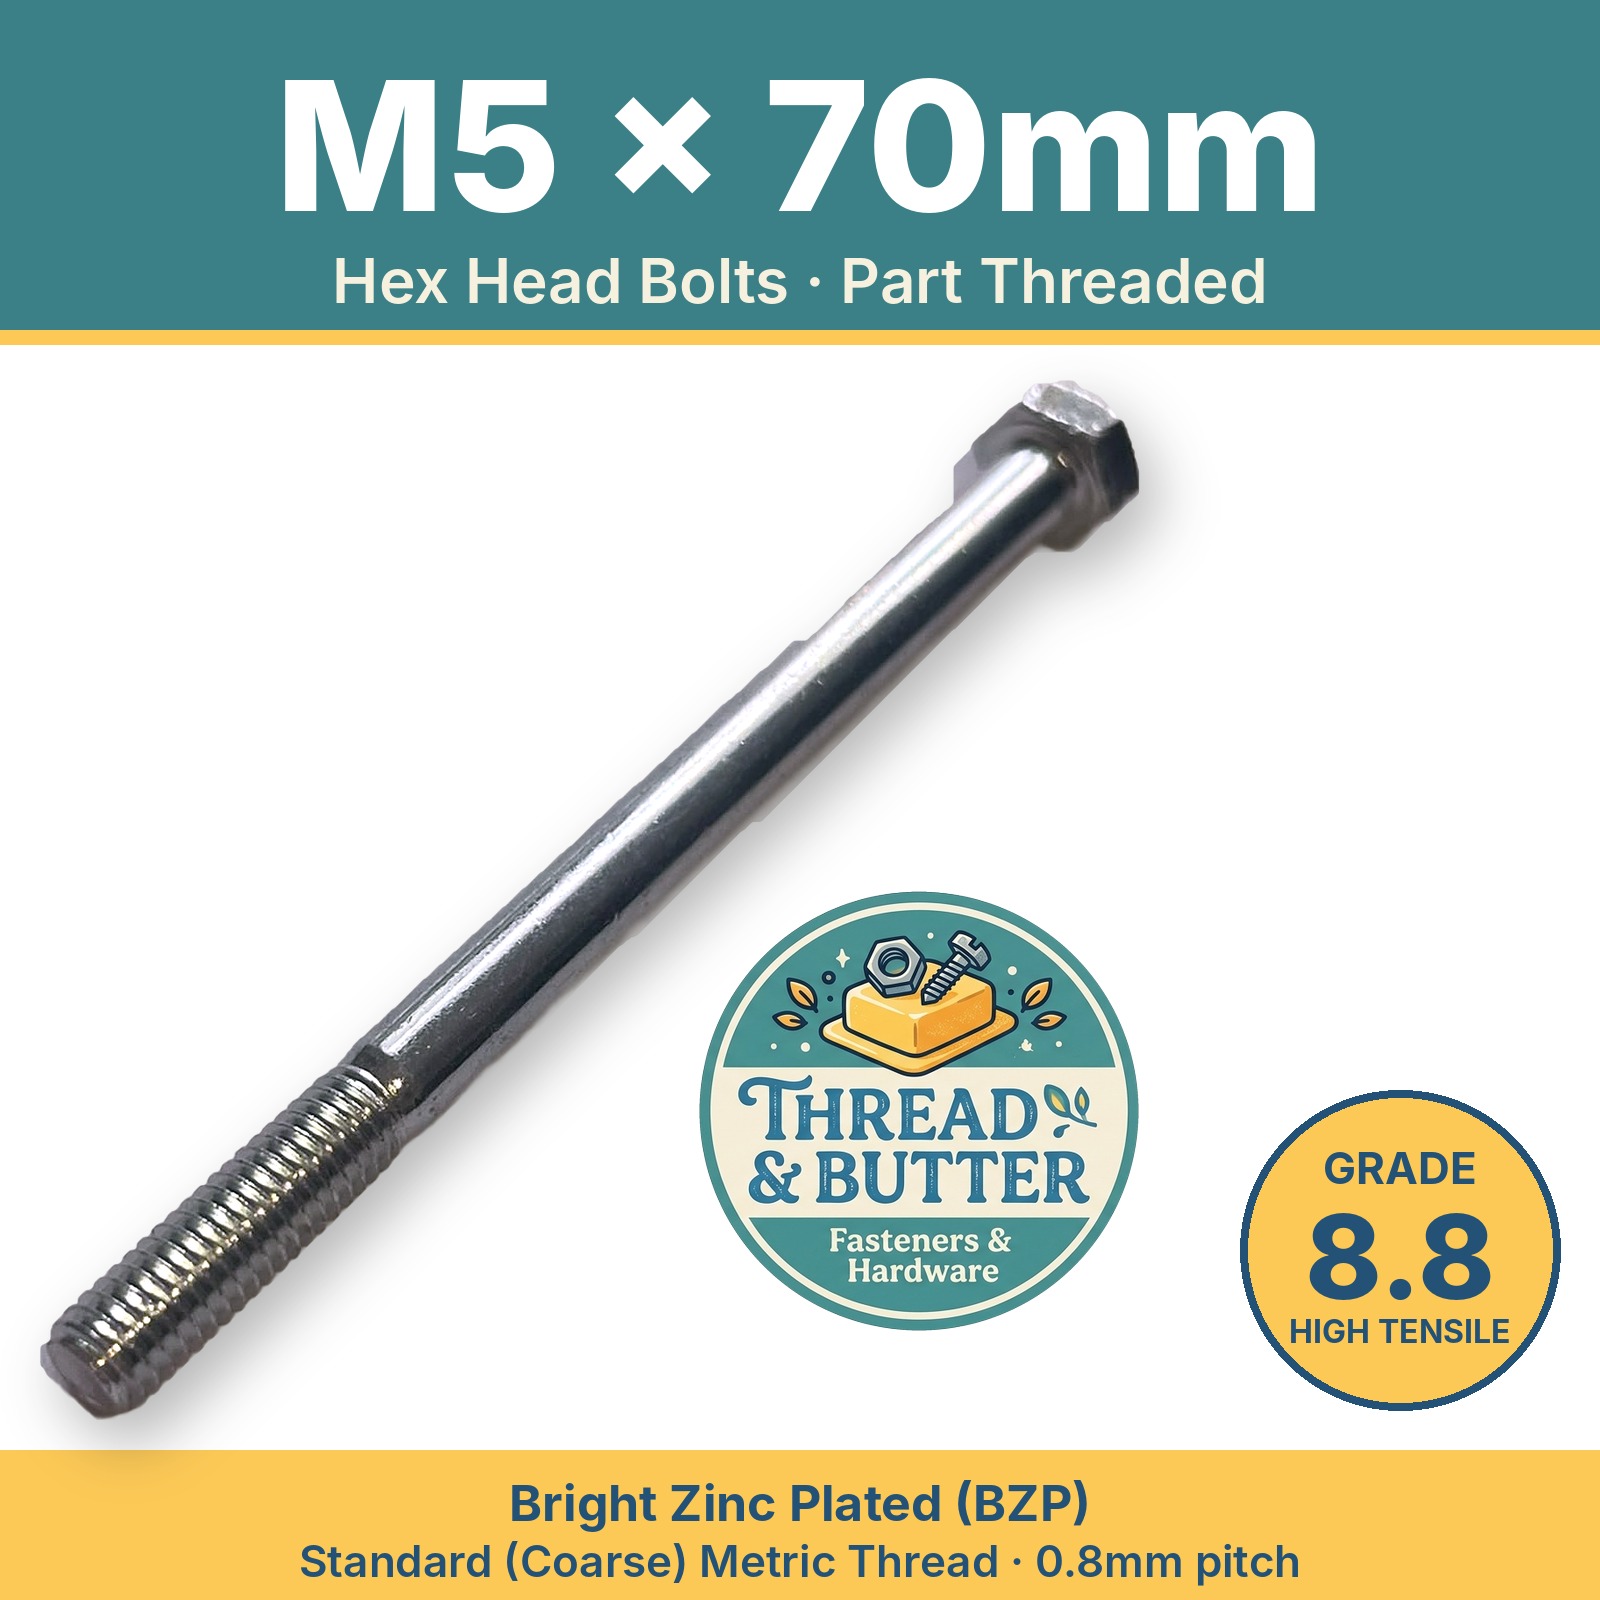 M5 × 70mm
Hex Head Bolts · Part Threaded
THREAD
& BUTTER
Fasteners &
Hardware
GRADE
8.8
HIGH TENSILE
Bright Zinc Plated (BZP)
Standard (Coarse) Metric Thread · 0.8mm pitch